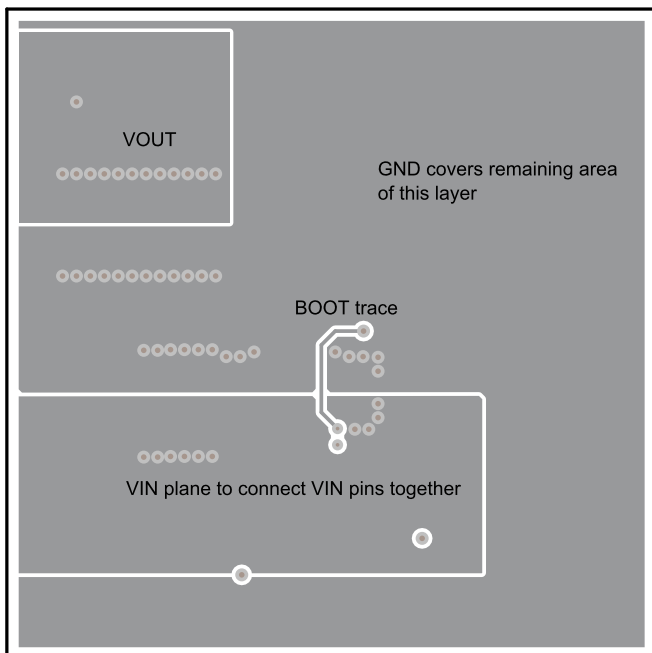 VOUT
GND covers remaining area
of this layer
BOOT trace
VIN plane to connect VIN pins together